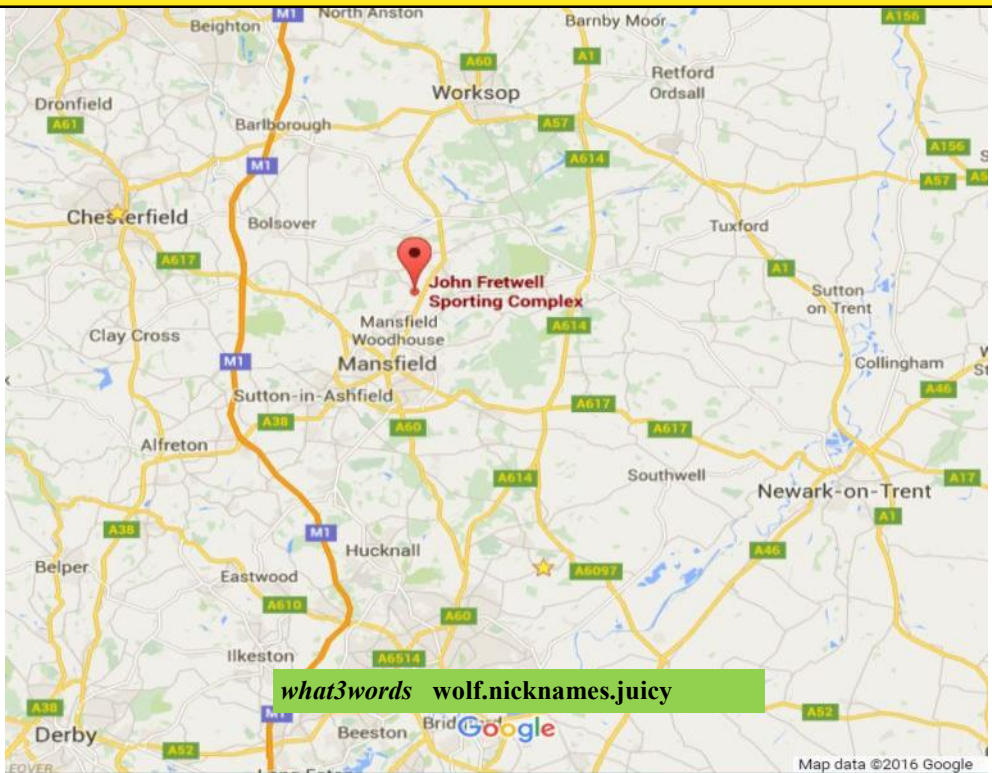 M1
North Anston
Beighton
Barnby Moor
A156
A60
A1
Retford
Ordsall
Worksop
Dronfield
A61
Barlborough
A57
M1
A614
A156
A57
Chesterfield
Bolsover
Tuxford
A617
A1
John Fretwell
Sporting Complex
Sutton
on Trent
Mansfield
Woodhouse
A614
Clay Cross
M1
Mansfield
Collingham
A46
Sutton-in-Ashfield
A617
A38
A60
A617
Alfreton
A614
Southwell
A17
Newark-on-Trent
A1
A38
M1
Hucknall
A46
Belper
Eastwood
A6097
A610
A60
Ilkeston
A6514
what3words wolf.nicknames.juicy
A38
M1
A52
Derby
Beeston
Google
A52
Map data ©2016 Google